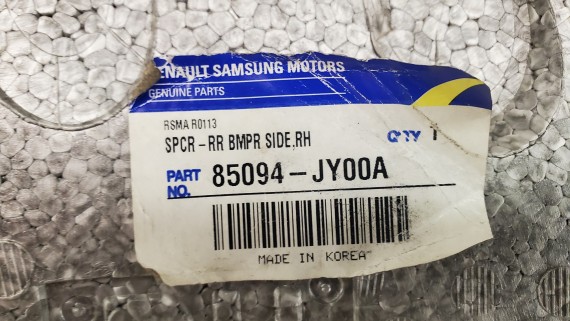 ENAULT SAMSUNG MOTORS
GENUINE PARTS
RSMA R0113
SPCR-RR BMPR SIDE,RH Q'TY 1
PART NO. 85094-JY00A
MADE IN KOREA